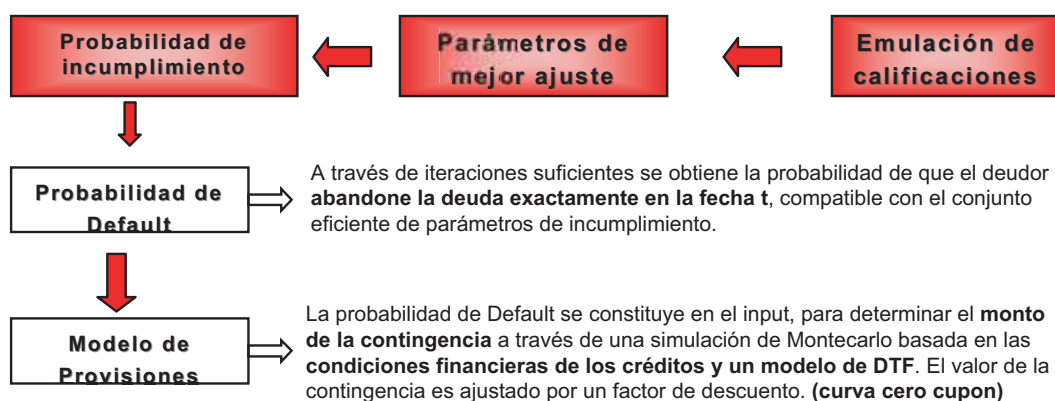 Probabilidad de
incumplimiento
Parámetros de
mejor ajuste
Emulación de
calificaciones
Probabilidad de
Default
A través de iteraciones suficientes se obtiene la probabilidad de que el deudor
abandone la deuda exactamente en la fecha t, compatible con el conjunto
eficiente de parámetros de incumplimiento.
Modelo de
Provisiones
La probabilidad de Default se constituye en el input, para determinar el monto
de la contingencia a través de una simulación de Montecarlo basada en las
condiciones financieras de los créditos y un modelo de DTF. El valor de la
contingencia es ajustado por un factor de descuento. (curva cero cupon)